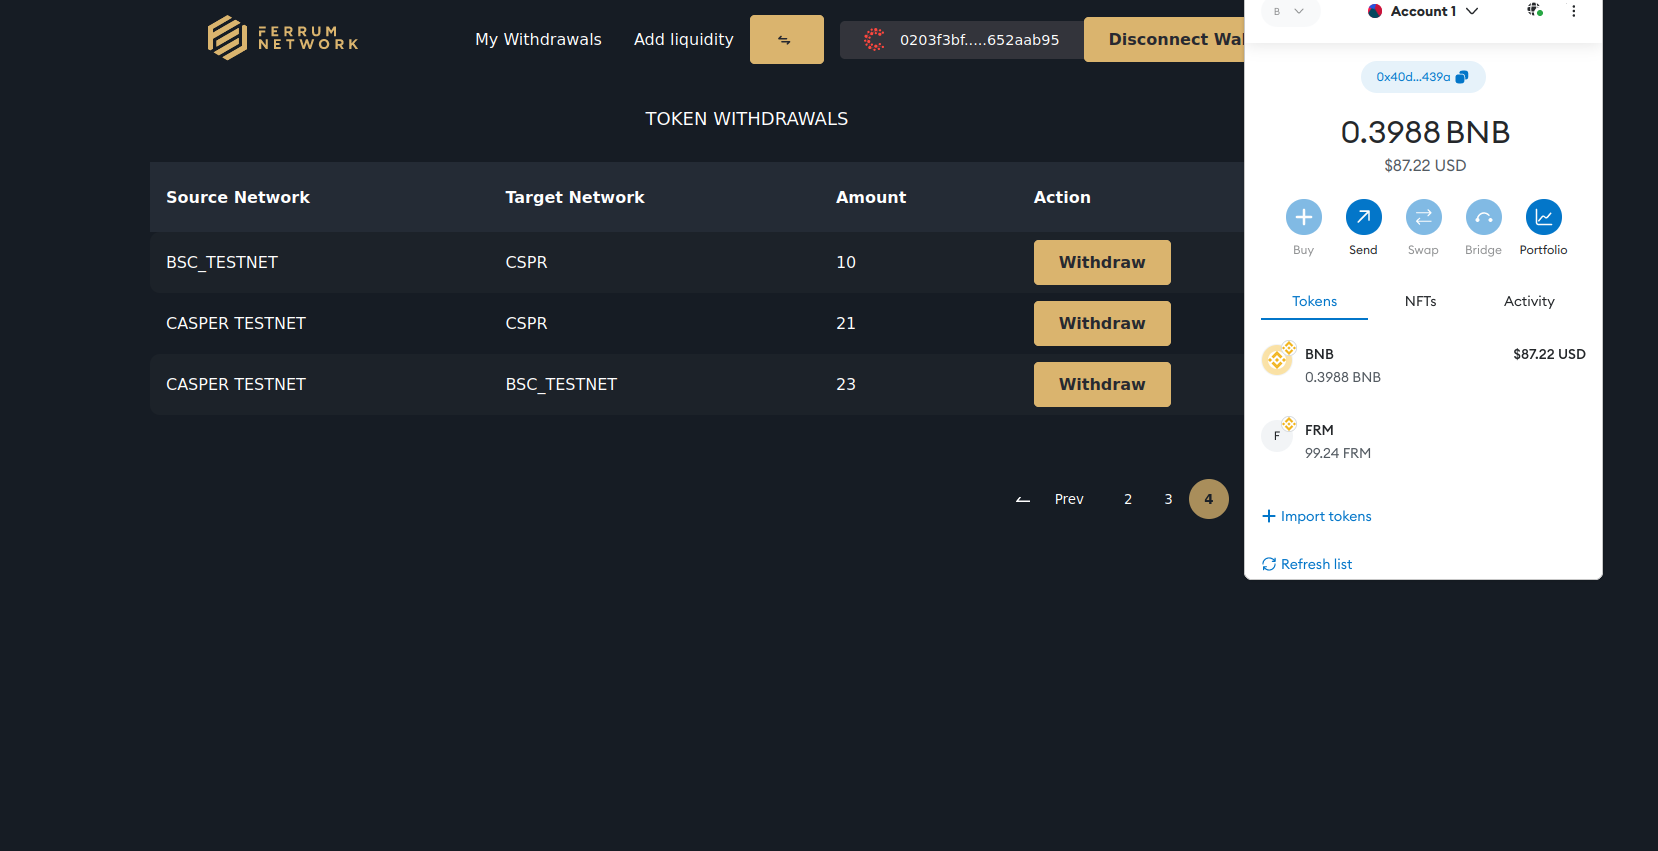 FERRUM
NETWORK
My Withdrawals
Add liquidity
0203f3bf.....652aab95
Disconnect Wal
TOKEN WITHDRAWALS
Source Network Target Network Amount Action
BSC_TESTNET CSPR 10 Withdraw
CASPER TESTNET CSPR 21 Withdraw
CASPER TESTNET BSC_TESTNET 23 Withdraw
Prev 2 3 4
B
Account 1
0x40d...439a
0.3988 BNB
$87.22 USD
Buy Send Swap Bridge Portfolio
Tokens NFTs Activity
BNB $87.22 USD
0.3988 BNB
F
FRM
99.24 FRM
Import tokens
Refresh list